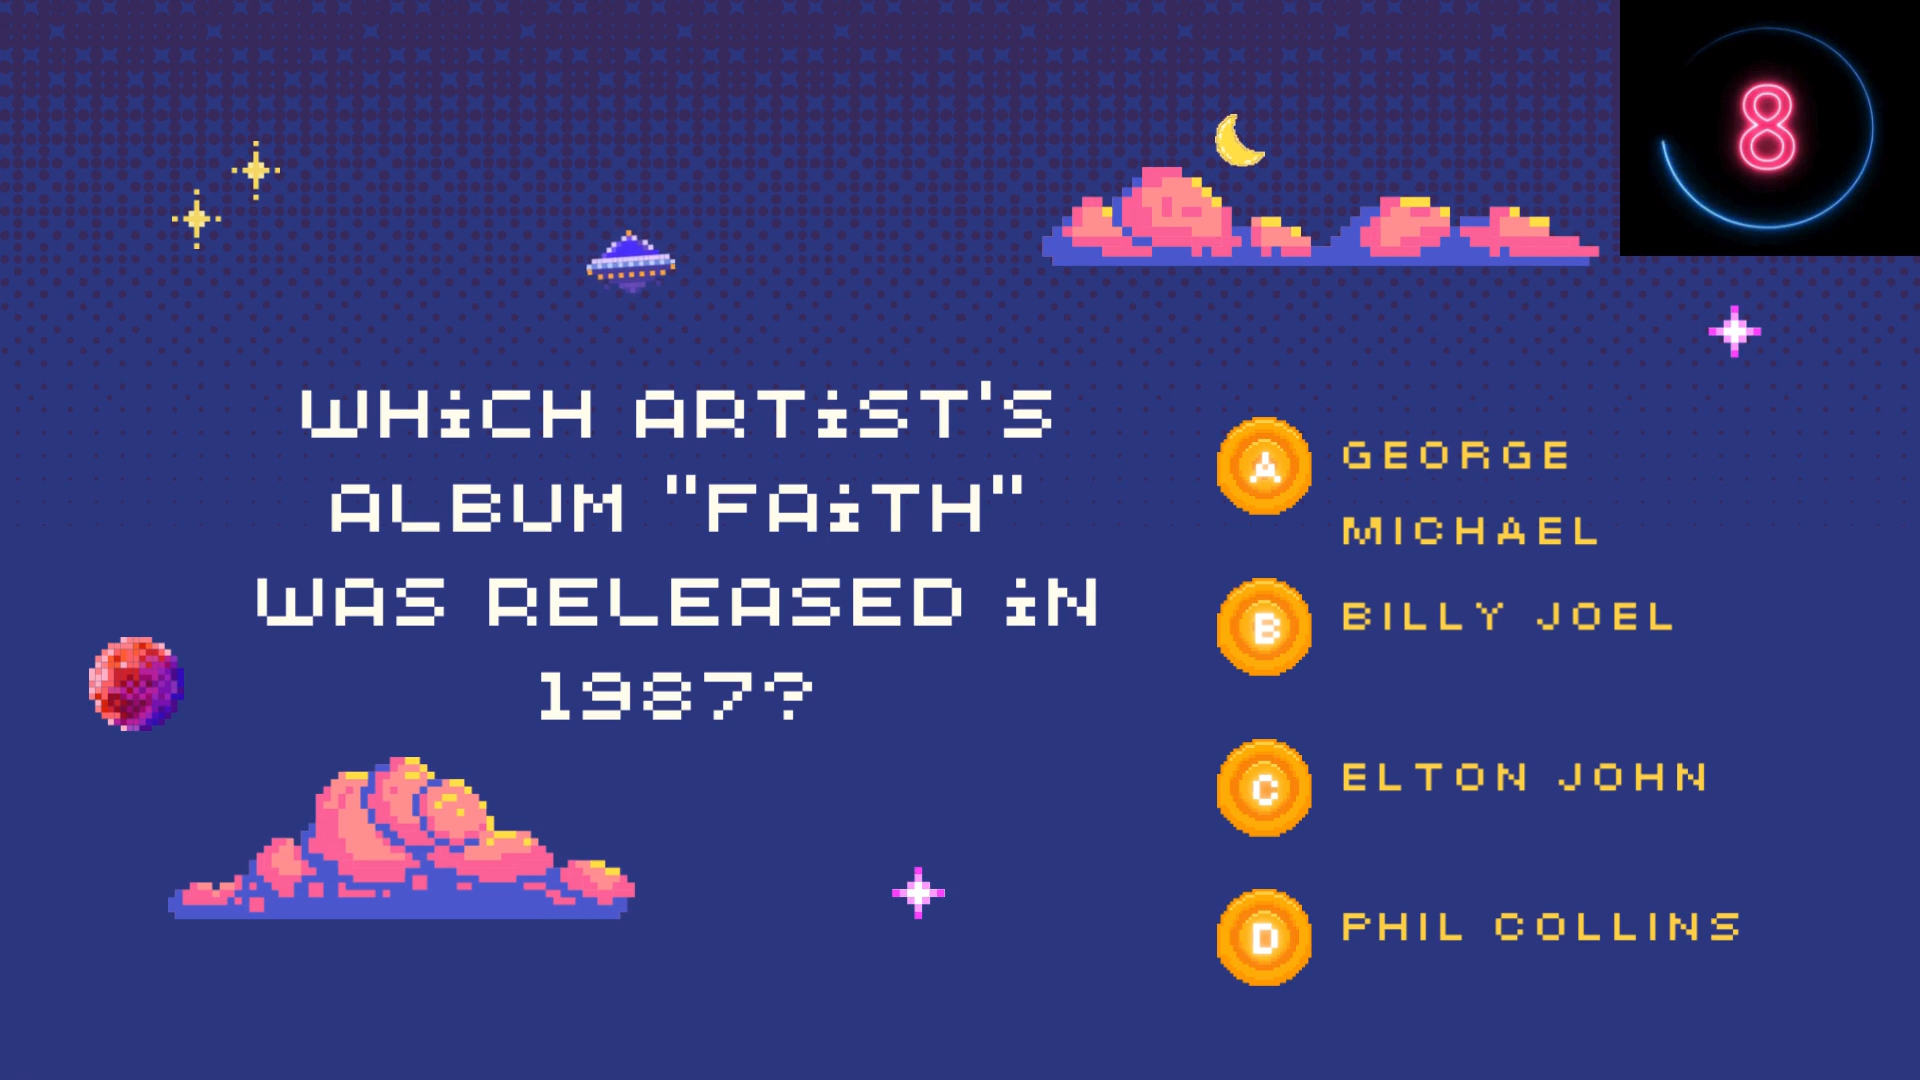 8
WHiCH ARTiST'S
ALBUM "FAiTH"
WAS RELEASED iN
1987?
A GEORGE
MICHAEL
B BILLY JOEL
C ELTON JOHN
D PHIL COLLINS